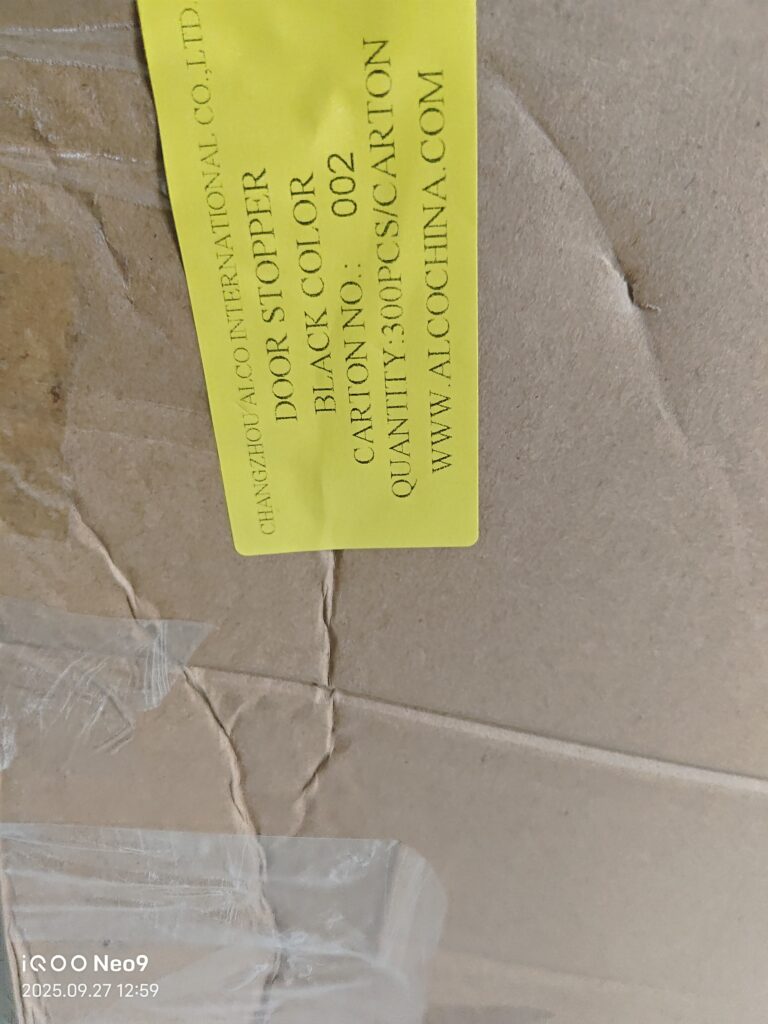 CHANGZHOU ALCO INTERNATIONAL CO.,LTD.
DOOR STOPPER
BLACK COLOR
CARTON NO.: 002
QUANTITY:300PCS/CARTON
WWW.ALCOCHINA.COM
iQOO Neo9
2025.09.27 12:59